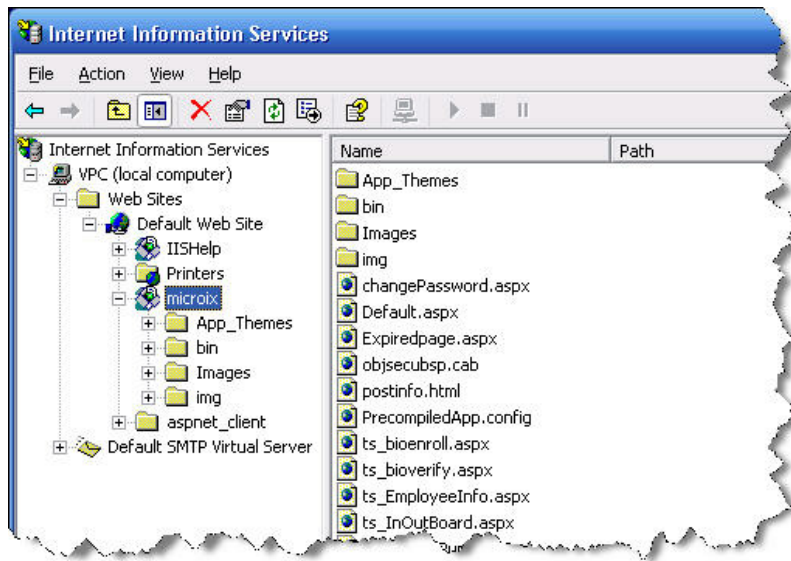 Internet Information Services
File Action View Help
Internet Information Services
VPC (local computer)
Web Sites
Default Web Site
IISHelp
Printers
microix
App_Themes
bin
Images
img
aspnet_client
Default SMTP Virtual Server
Name Path
App_Themes
bin
Images
img
changePassword.aspx
Default.aspx
Expiredpage.aspx
objsecubsp.cab
postinfo.html
PrecompiledApp.config
ts_bioenroll.aspx
ts_bioverify.aspx
ts_EmployeeInfo.aspx
ts_InOutBoard.aspx